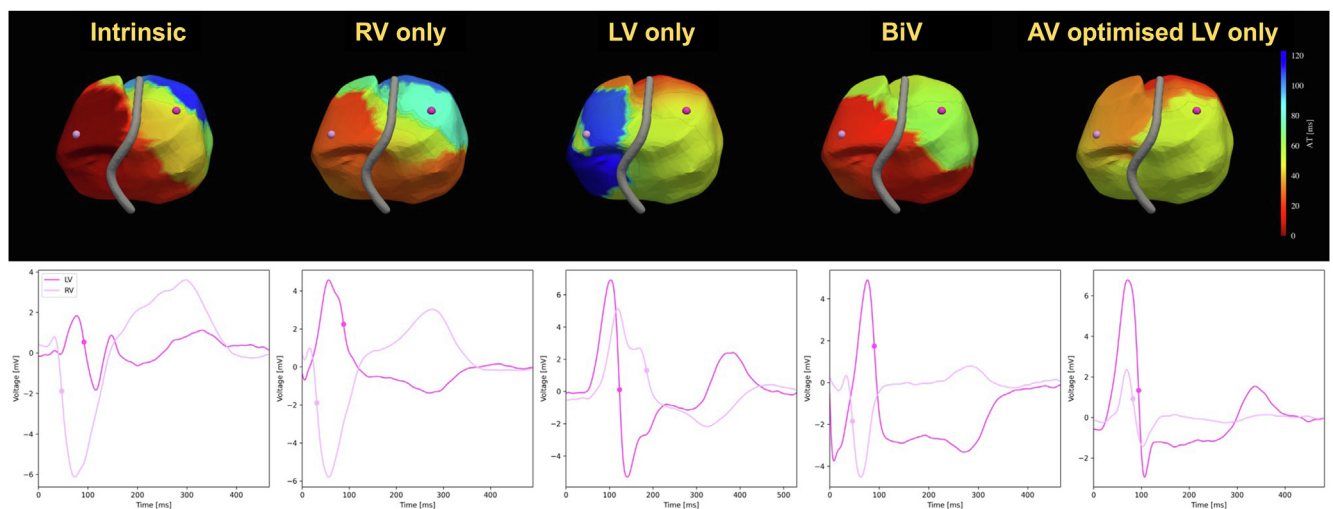 Intrinsic
RV only
LV only
BiV
AV optimised LV only
120
100
80
60
40
20
0
AT [ms]
4
2
0
−2
−4
−6
Voltage [mV]
LV
RV
0 100 200 300 400
Time [ms]
4
2
0
−2
−4
−6
Voltage [mV]
0 100 200 400
Time [ms]
6
4
2
0
−2
−4
Voltage [mV]
0 100 200 300 400 500
Time [ms]
4
2
0
−2
−4
Voltage [mV]
0 100 200 300 400
Time [ms]
6
4
2
0
−2
Voltage [mV]
0 100 200 300 400
Time [ms]